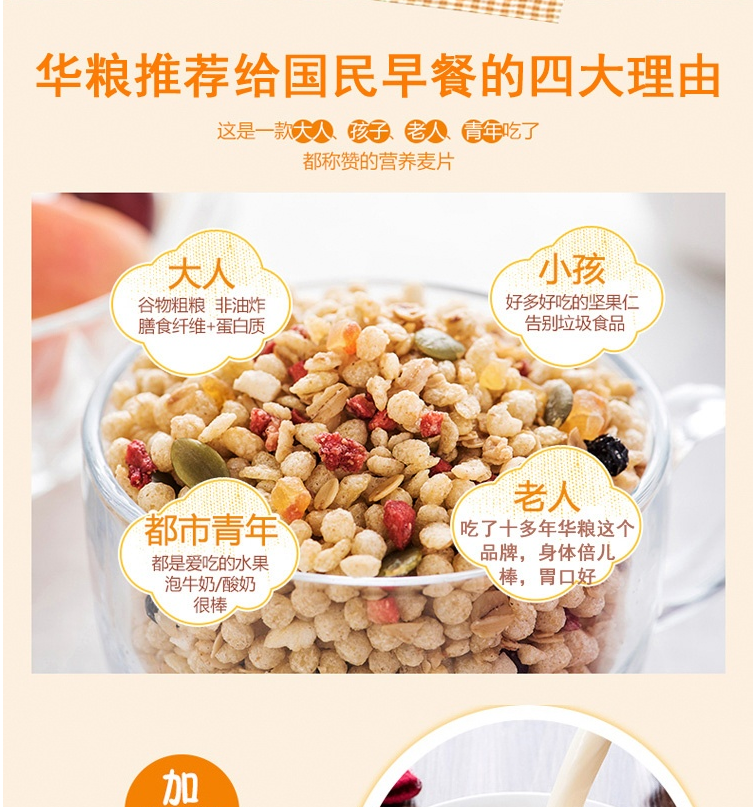 华粮推荐给国民早餐的四大理由
这是一款大人、孩子、老人、青年吃了
都称赞的营养麦片
大人
谷物粗粮 非油炸
膳食纤维+蛋白质
小孩
好多好吃的坚果仁
告别垃圾食品
都市青年
都是爱吃的水果
泡牛奶/酸奶
很棒
老人
吃了十多年华粮这个
品牌，身体倍儿
棒，胃口好
加